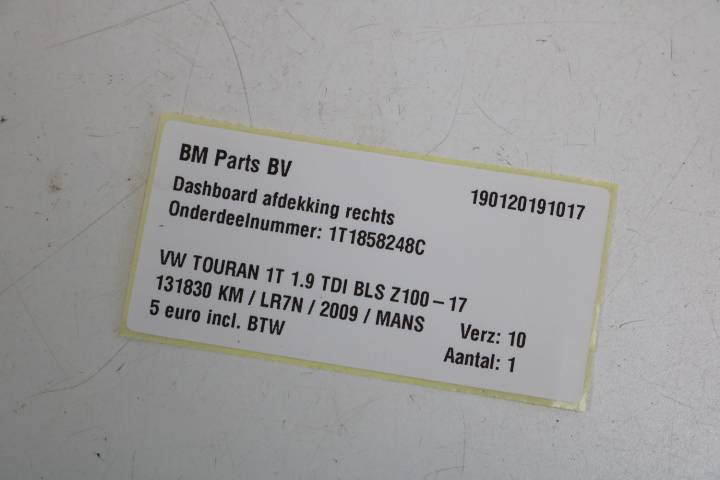 BM Parts BV
190120191017
Dashboard afdekking rechts
Onderdeelnummer: 1T1858248C
VW TOURAN 1T 1.9 TDI BLS Z100-17
131830 KM / LR7N / 2009 / MANS
Verz: 10
5 euro incl. BTW
Aantal: 1